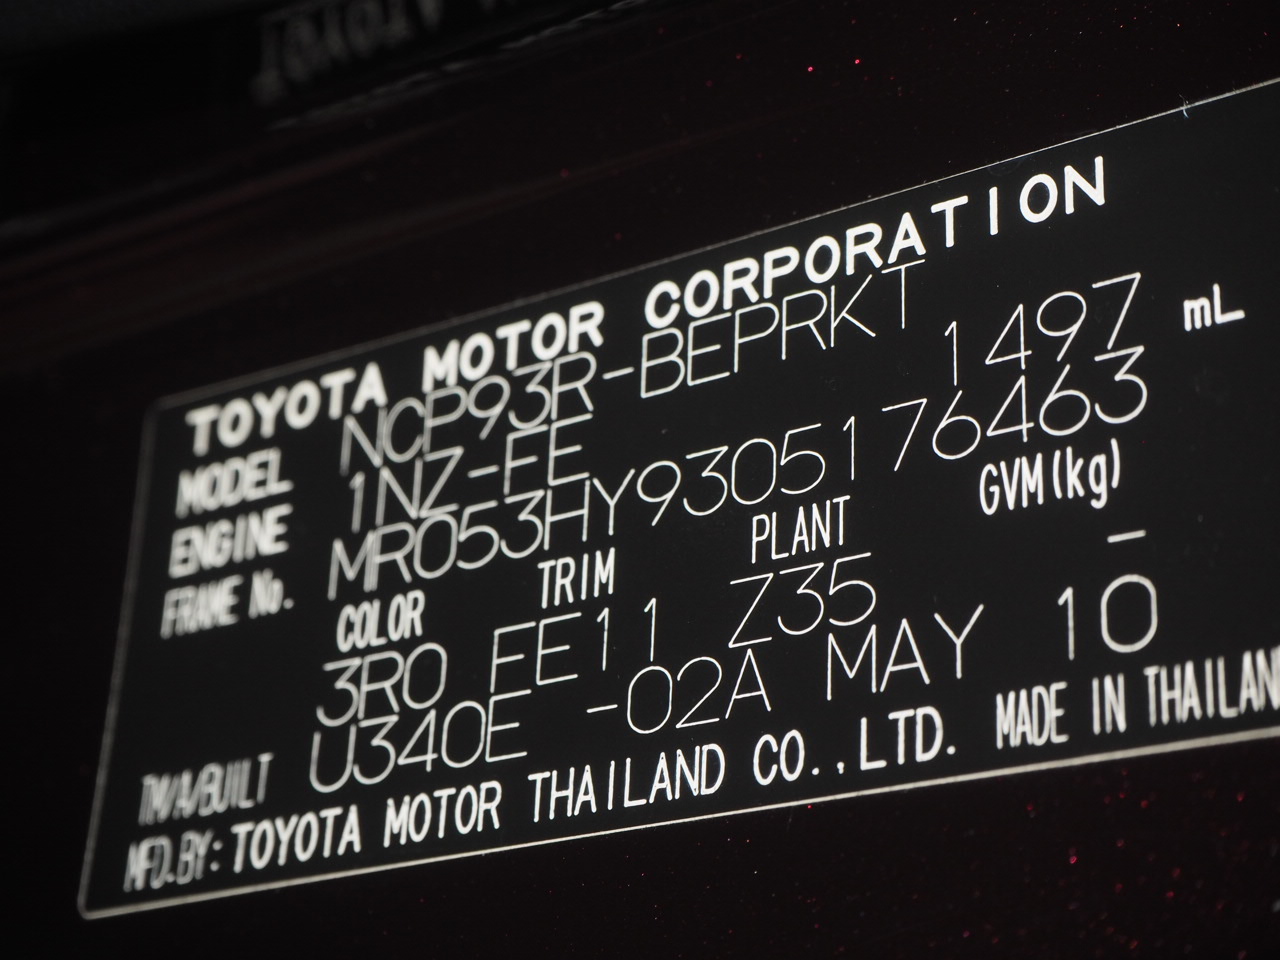 TOYOTA MOTOR CORPORATION
MODEL NCP93R-BEPRKT
ENGINE 1NZ-FE 1497 mL
FRAME No. MR053HY9305176463
COLOR TRIM PLANT GVM(kg)
3R0 FE11 Z35 —
U340E -02A MAY 10
T/M/A/BUILT
MFD.BY: TOYOTA MOTOR THAILAND CO.,LTD. MADE IN THAILAN